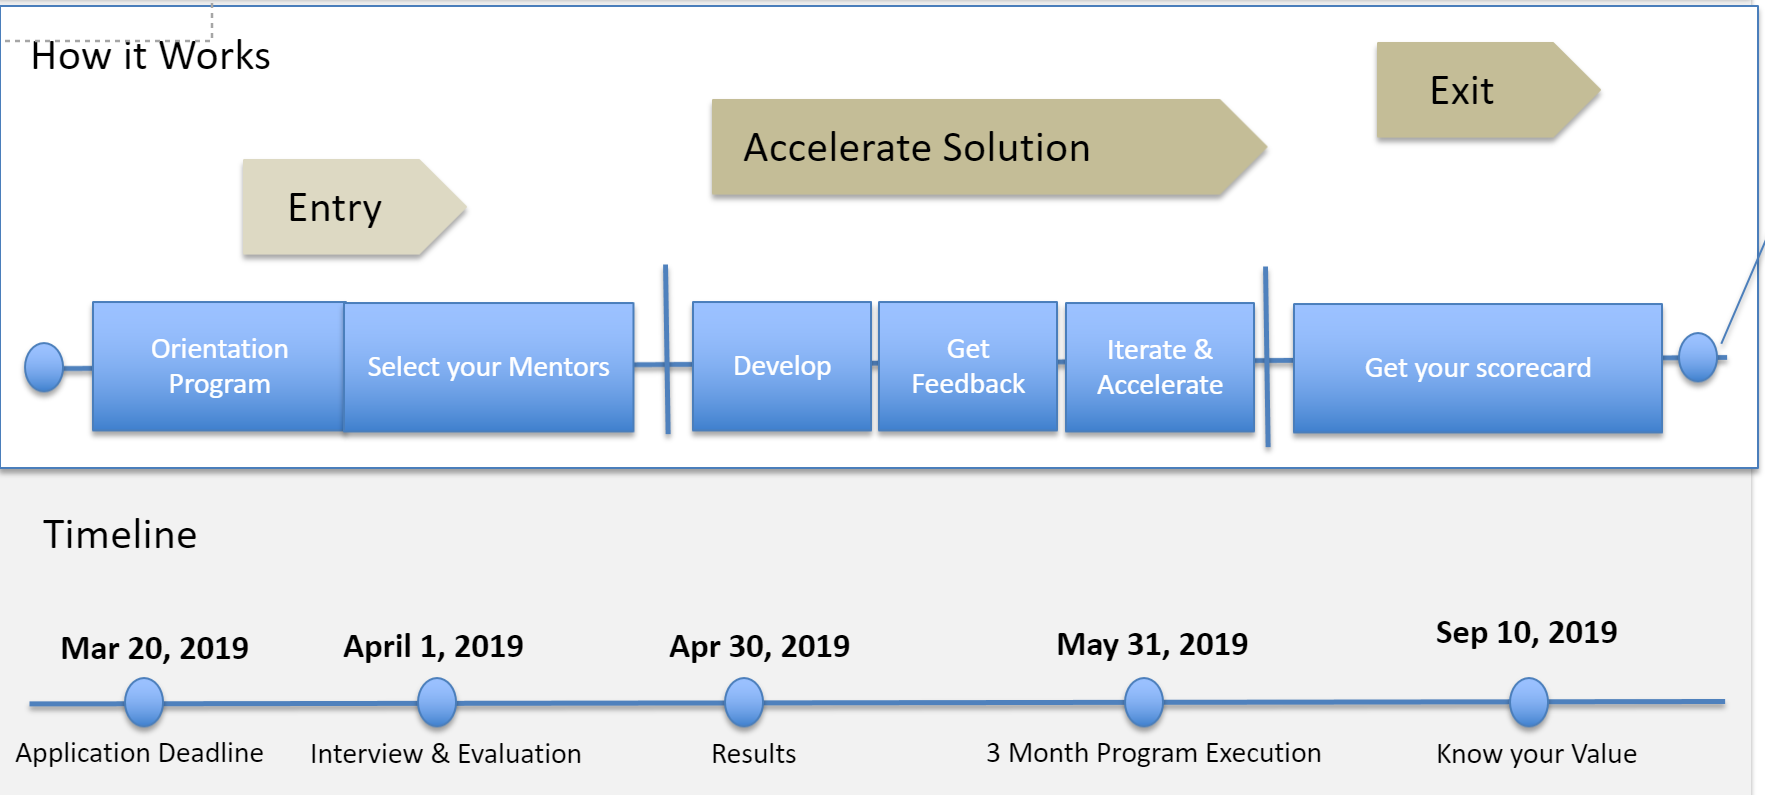 How it Works
Exit
Accelerate Solution
Entry
Orientation
Program
Select your Mentors
Develop
Get
Feedback
Iterate &
Accelerate
Get your scorecard
Timeline
Mar 20, 2019
April 1, 2019
Apr 30, 2019
May 31, 2019
Sep 10, 2019
Application Deadline
Interview & Evaluation
Results
3 Month Program Execution
Know your Value